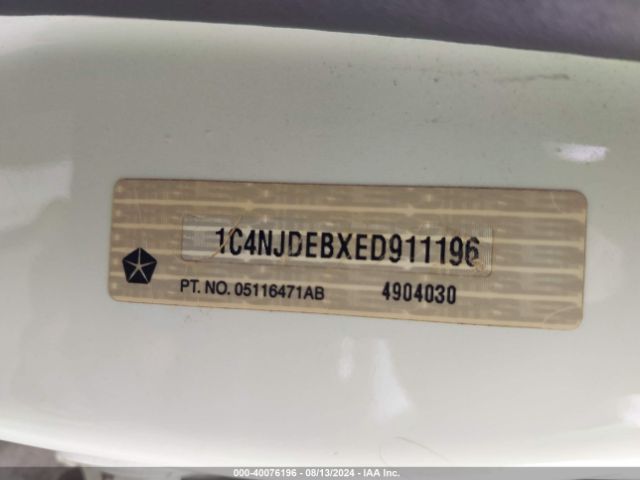 1C4NJDEBXED911196
PT. NO. 05116471AB 4904030
000-40076196 - 08/13/2024 - IAA, Inc.